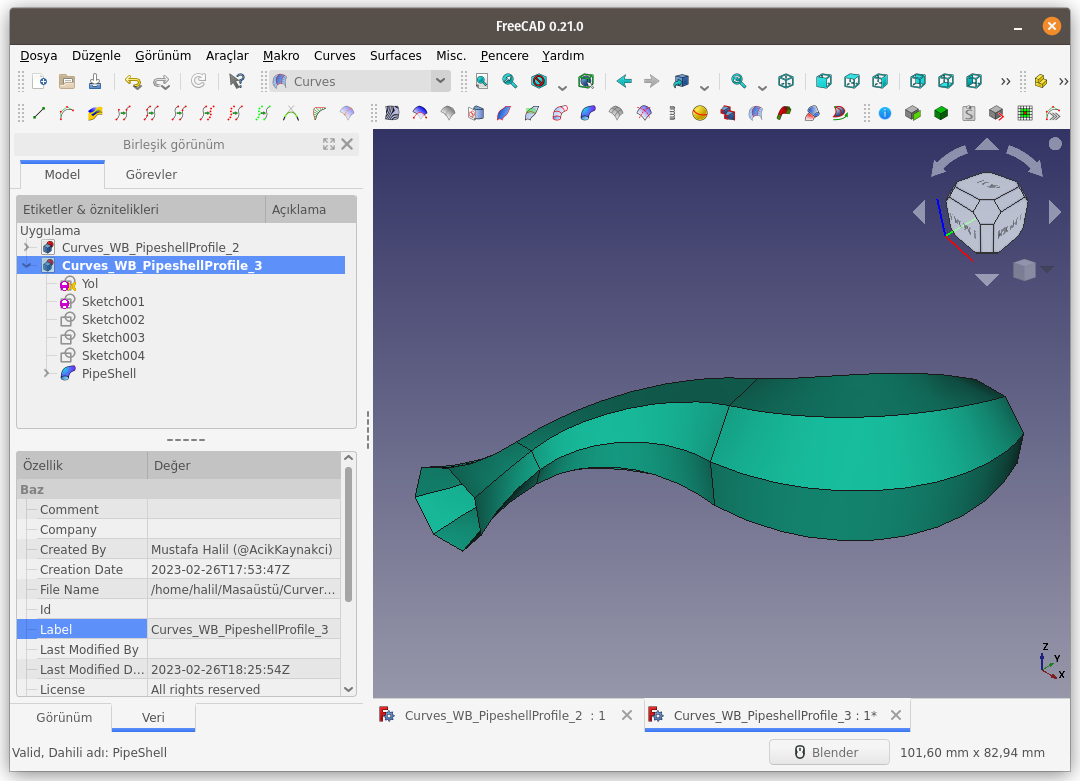 FreeCAD 0.21.0
Dosya Düzenle Görünüm Araçlar Makro Curves Surfaces Misc. Pencere Yardım
Curves
Birleşik görünüm
Model Görevler
Etiketler & öznitelikleri Açıklama
Uygulama
Curves_WB_PipeshellProfile_2
Curves_WB_PipeshellProfile_3
Yol
Sketch001
Sketch002
Sketch003
Sketch004
PipeShell
Özellik Değer
Baz
Comment
Company
Created By Mustafa Halil (@AcikKaynakci)
Creation Date 2023-02-26T17:53:47Z
File Name /home/halil/Masaüstü/Curver...
Id
Label Curves_WB_PipeshellProfile_3
Last Modified By
Last Modified D... 2023-02-26T18:25:54Z
License All rights reserved
Görünüm Veri
Z
Y
X
Curves_WB_PipeshellProfile_2 : 1 Curves_WB_PipeshellProfile_3 : 1*
Valid, Dahili adı: PipeShell Blender 101,60 mm x 82,94 mm